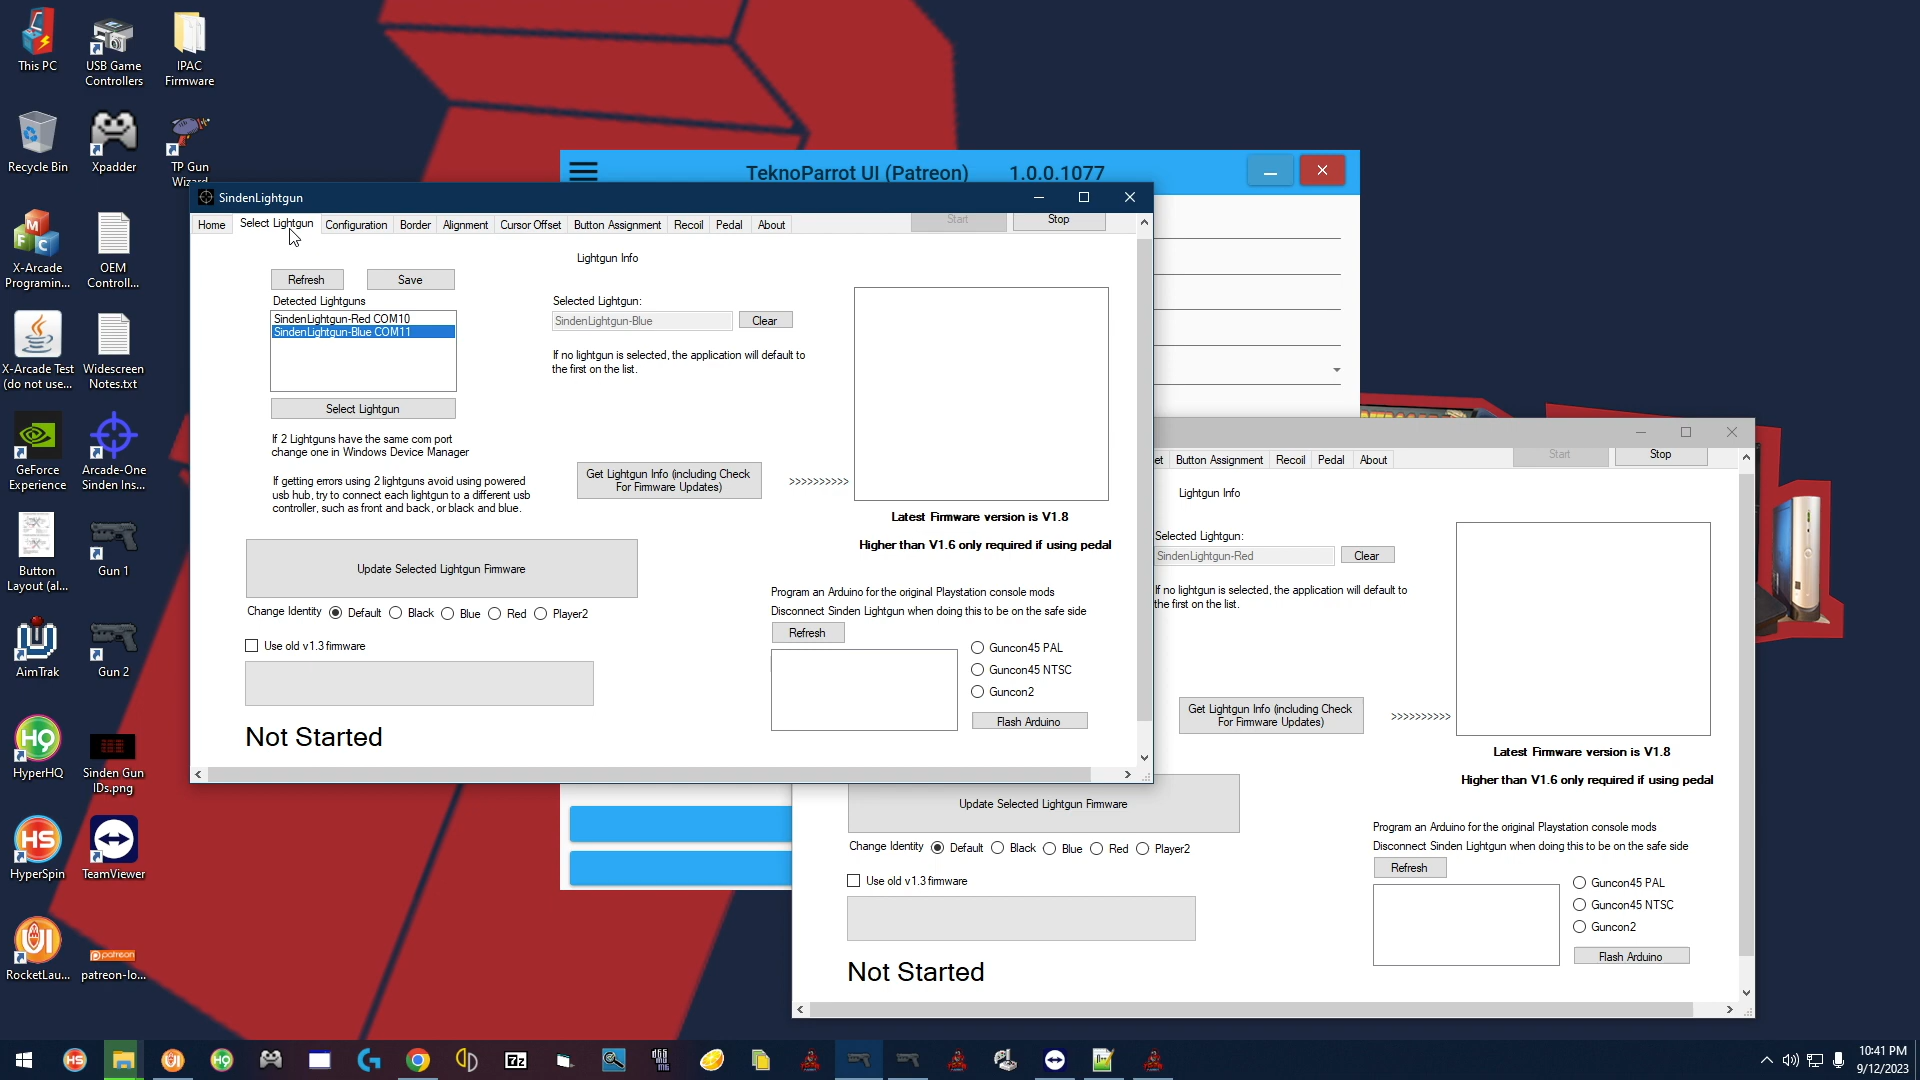 This PC
USB Game Controllers
IPAC Firmware
Recycle Bin
Xpadder
TP Gun Wizard
X-Arcade Programin...
OEM Controll...
X-Arcade Test (do not use...
Widescreen Notes.txt
GeForce Experience
Arcade-One Sinden Ins...
Button Layout (al...
Gun 1
AimTrak
Gun 2
HyperHQ
Sinden Gun IDs.png
HyperSpin
TeamViewer
RocketLau...
patreon-lo...
TeknoParrot UI (Patreon) 1.0.0.1077
SindenLightgun
Home Select Lightgun Configuration Border Alignment Cursor Offset Button Assignment Recoil Pedal About
Start Stop
Lightgun Info
Refresh Save
Detected Lightguns
SindenLightgun-Red COM10
SindenLightgun-Blue COM11
Selected Lightgun:
SindenLightgun-Blue Clear
If no lightgun is selected, the application will default to
the first on the list.
Select Lightgun
If 2 Lightguns have the same com port
change one in Windows Device Manager
If getting errors using 2 lightguns avoid using powered
usb hub, try to connect each lightgun to a different usb
controller, such as front and back, or black and blue.
Get Lightgun Info (including Check
For Firmware Updates)
>>>>>>>>>>
Latest Firmware version is V1.8
Higher than V1.6 only required if using pedal
Update Selected Lightgun Firmware
Change Identity Default Black Blue Red Player2
Use old v1.3 firmware
Program an Arduino for the original Playstation console mods
Disconnect Sinden Lightgun when doing this to be on the safe side
Refresh
Guncon45 PAL
Guncon45 NTSC
Guncon2
Flash Arduino
Not Started
et Button Assignment Recoil Pedal About
Start Stop
Lightgun Info
Selected Lightgun:
SindenLightgun-Red Clear
If no lightgun is selected, the application will default to
the first on the list.
Get Lightgun Info (including Check
For Firmware Updates)
>>>>>>>>>>
Latest Firmware version is V1.8
Higher than V1.6 only required if using pedal
Update Selected Lightgun Firmware
Change Identity Default Black Blue Red Player2
Use old v1.3 firmware
Program an Arduino for the original Playstation console mods
Disconnect Sinden Lightgun when doing this to be on the safe side
Refresh
Guncon45 PAL
Guncon45 NTSC
Guncon2
Flash Arduino
Not Started
10:41 PM
9/12/2023